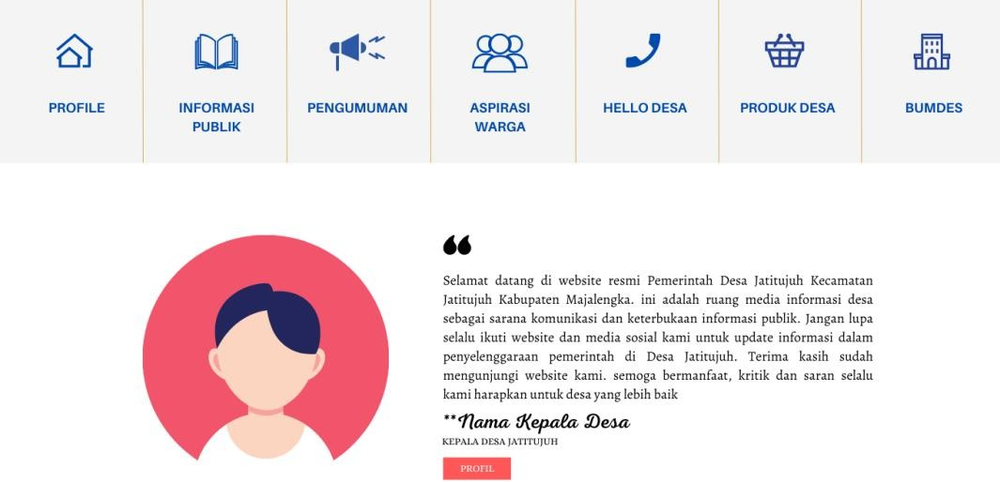 PROFILE
INFORMASI
PUBLIK
PENGUMUMAN
ASPIRASI
WARGA
HELLO DESA
PRODUK DESA
BUMDES
❝
Selamat datang di website resmi Pemerintah Desa Jatitujuh Kecamatan
Jatitujuh Kabupaten Majalengka. ini adalah ruang media informasi desa
sebagai sarana komunikasi dan keterbukaan informasi publik. Jangan lupa
selalu ikuti website dan media sosial kami untuk update informasi dalam
penyelenggaraan pemerintah di Desa Jatitujuh. Terima kasih sudah
mengunjungi website kami. semoga bermanfaat, kritik dan saran selalu
kami harapkan untuk desa yang lebih baik
**Nama Kepala Desa
KEPALA DESA JATITUJUH
PROFIL